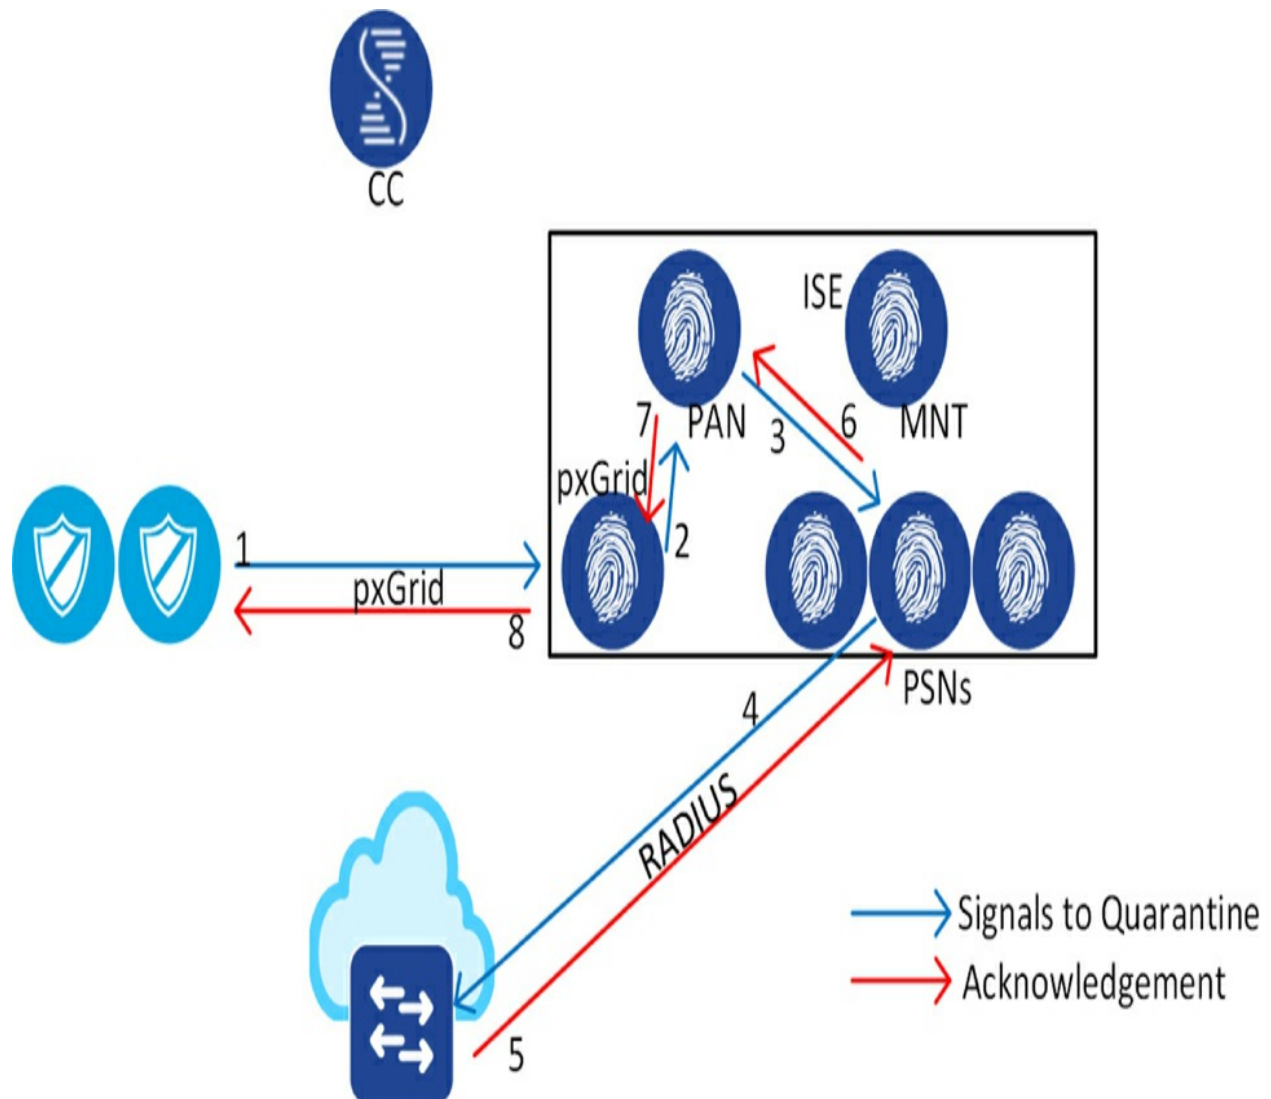 CC
ISE
7
PAN
3
6
MNT
pxGrid
2
1
pxGrid
8
PSNs
4
RADIUS
Signals to Quarantine
Acknowledgement
5